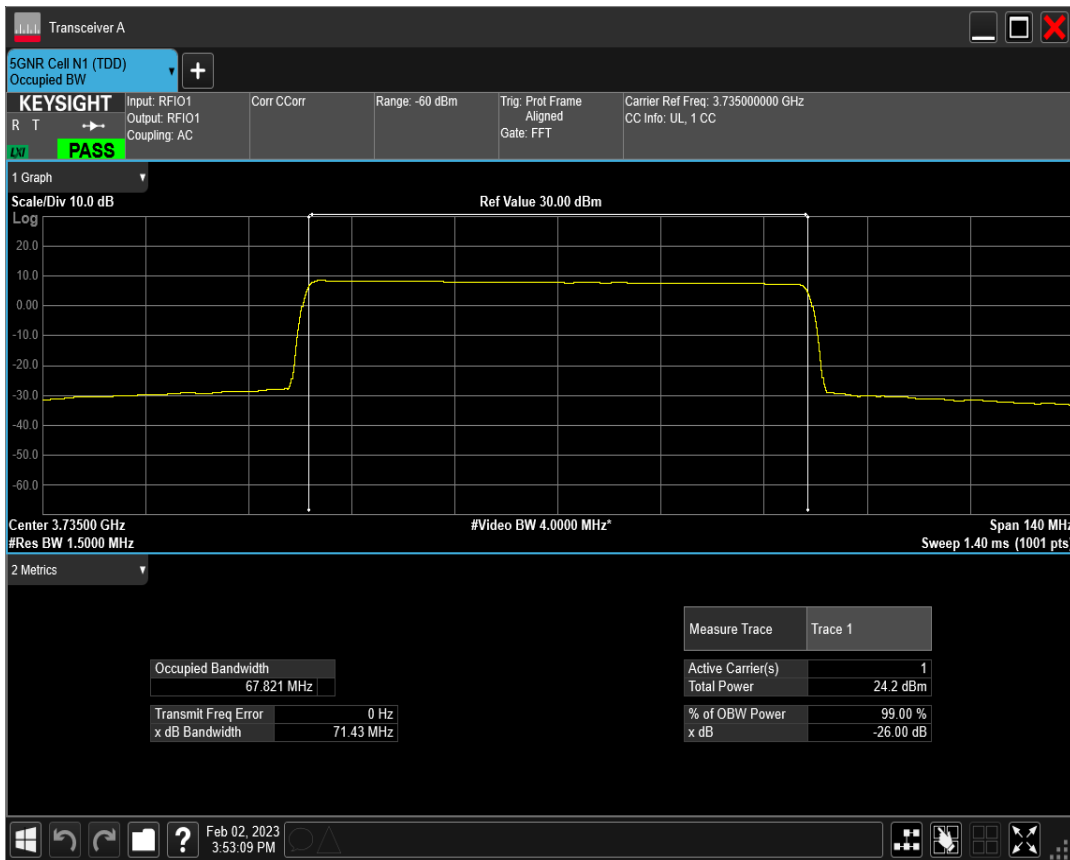 Transceiver A
5GNR Cell N1 (TDD)
Occupied BW
KEYSIGHT
R T
LXI
PASS
Input: RFIO1
Output: RFIO1
Coupling: AC
Corr CCorr
Range: -60 dBm
Trig: Prot Frame
Aligned
Gate: FFT
Carrier Ref Freq: 3.735000000 GHz
CC Info: UL, 1 CC
1 Graph
Scale/Div 10.0 dB
Ref Value 30.00 dBm
Log
20.0
10.0
0.00
-10.0
-20.0
-30.0
-40.0
-50.0
-60.0
Center 3.73500 GHz
#Video BW 4.0000 MHz*
Span 140 MHz
#Res BW 1.5000 MHz
Sweep 1.40 ms (1001 pts)
2 Metrics
Measure Trace Trace 1
Occupied Bandwidth
67.821 MHz
Active Carrier(s) 1
Total Power 24.2 dBm
Transmit Freq Error 0 Hz
x dB Bandwidth 71.43 MHz
% of OBW Power 99.00 %
x dB -26.00 dB
?
Feb 02, 2023
3:53:09 PM